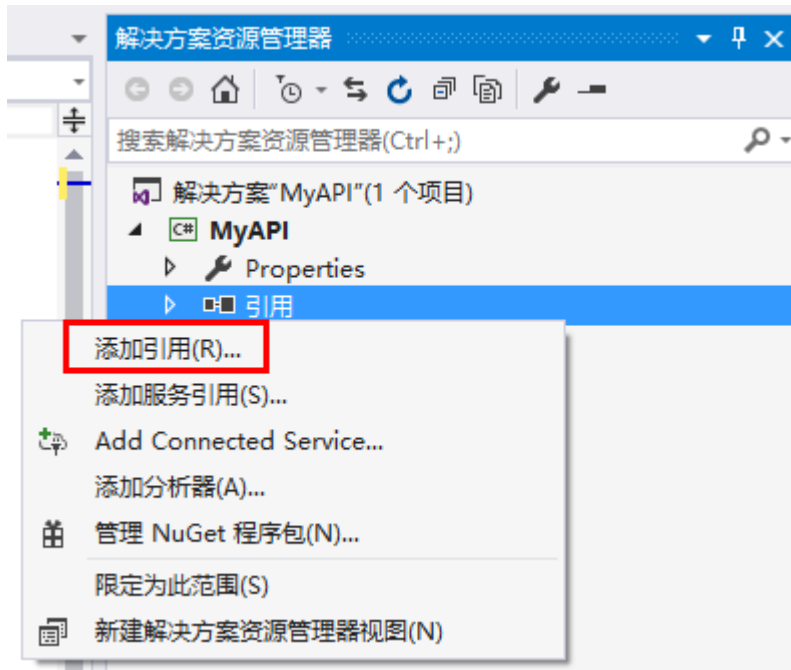 解决方案资源管理器
搜索解决方案资源管理器(Ctrl+;)
解决方案"MyAPI"(1 个项目)
C# MyAPI
Properties
引用
添加引用(R)...
添加服务引用(S)...
Add Connected Service...
添加分析器(A)...
管理 NuGet 程序包(N)...
限定为此范围(S)
新建解决方案资源管理器视图(N)